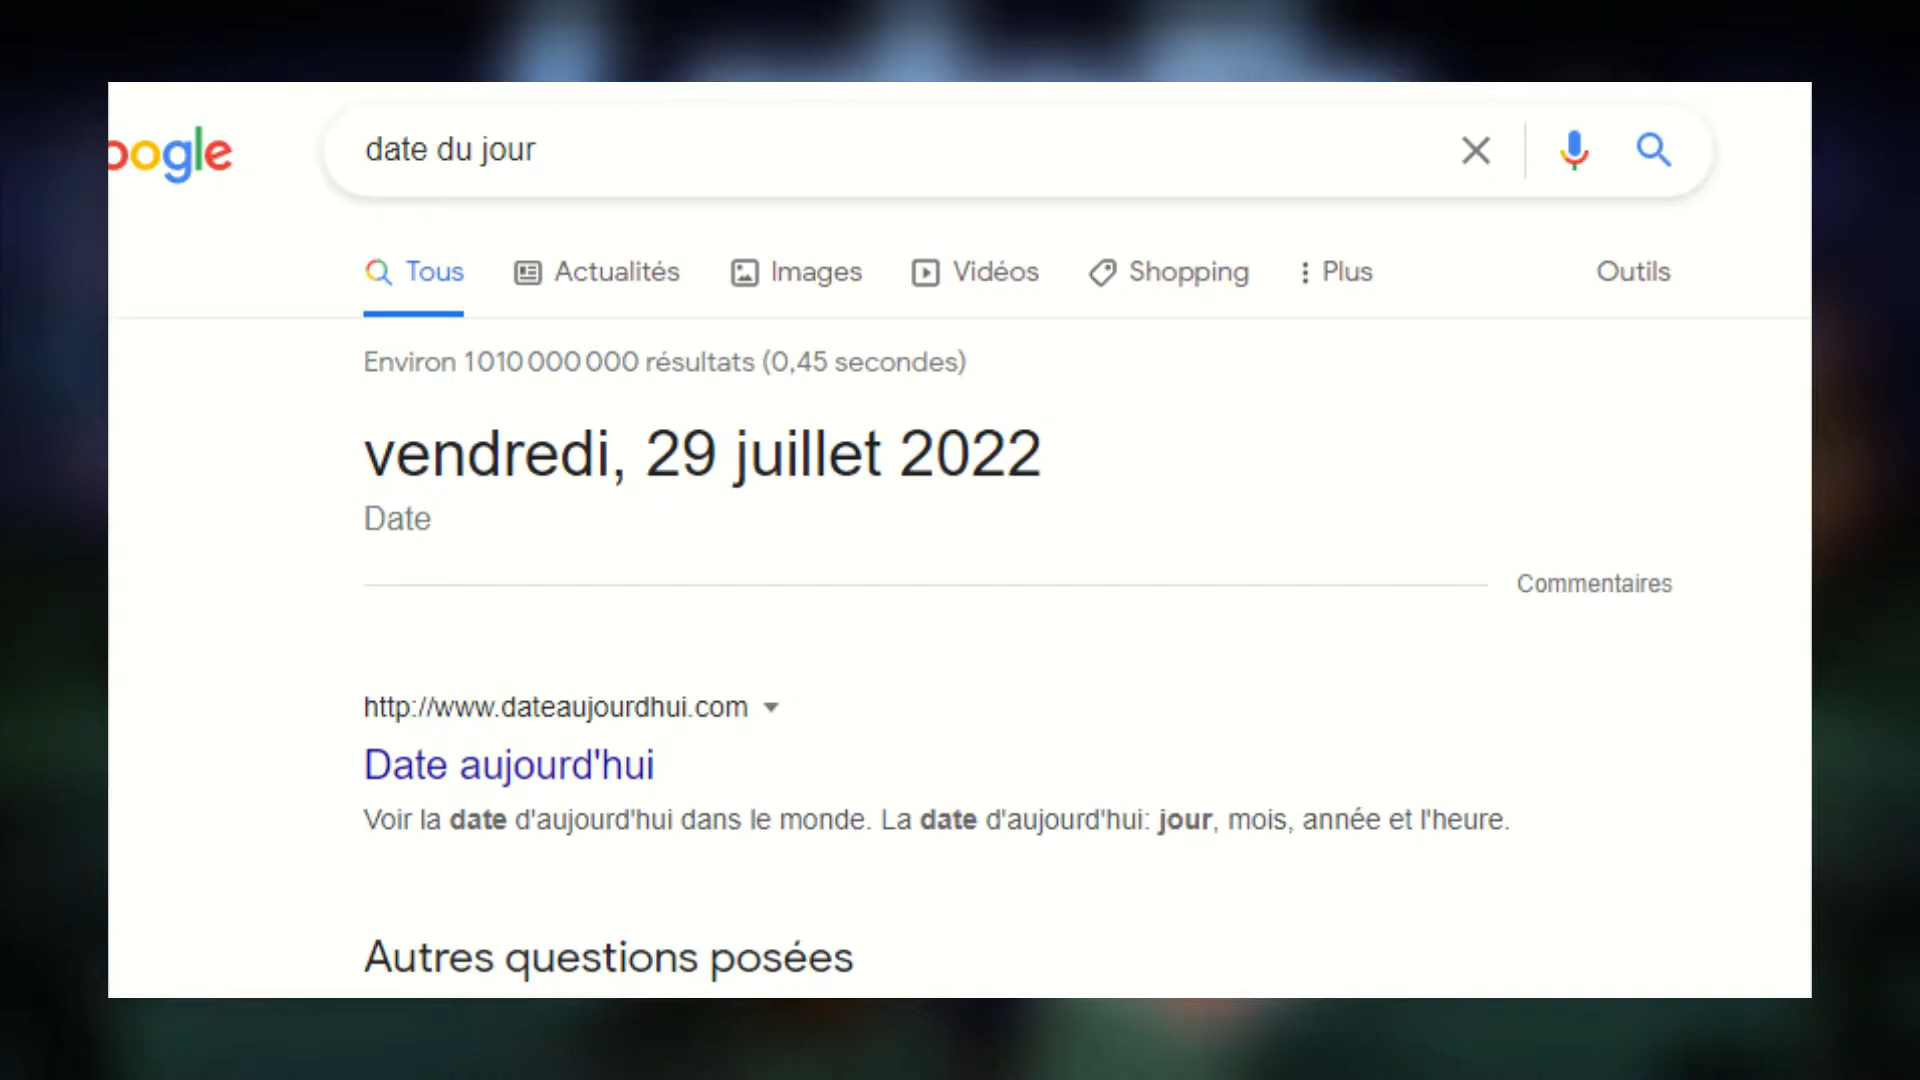 oogle
date du jour
Tous Actualités Images Vidéos Shopping Plus Outils
Environ 1 010 000 000 résultats (0,45 secondes)
vendredi, 29 juillet 2022
Date
Commentaires
http://www.dateaujourdhui.com
Date aujourd'hui
Voir la date d'aujourd'hui dans le monde. La date d'aujourd'hui: jour, mois, année et l'heure.
Autres questions posées